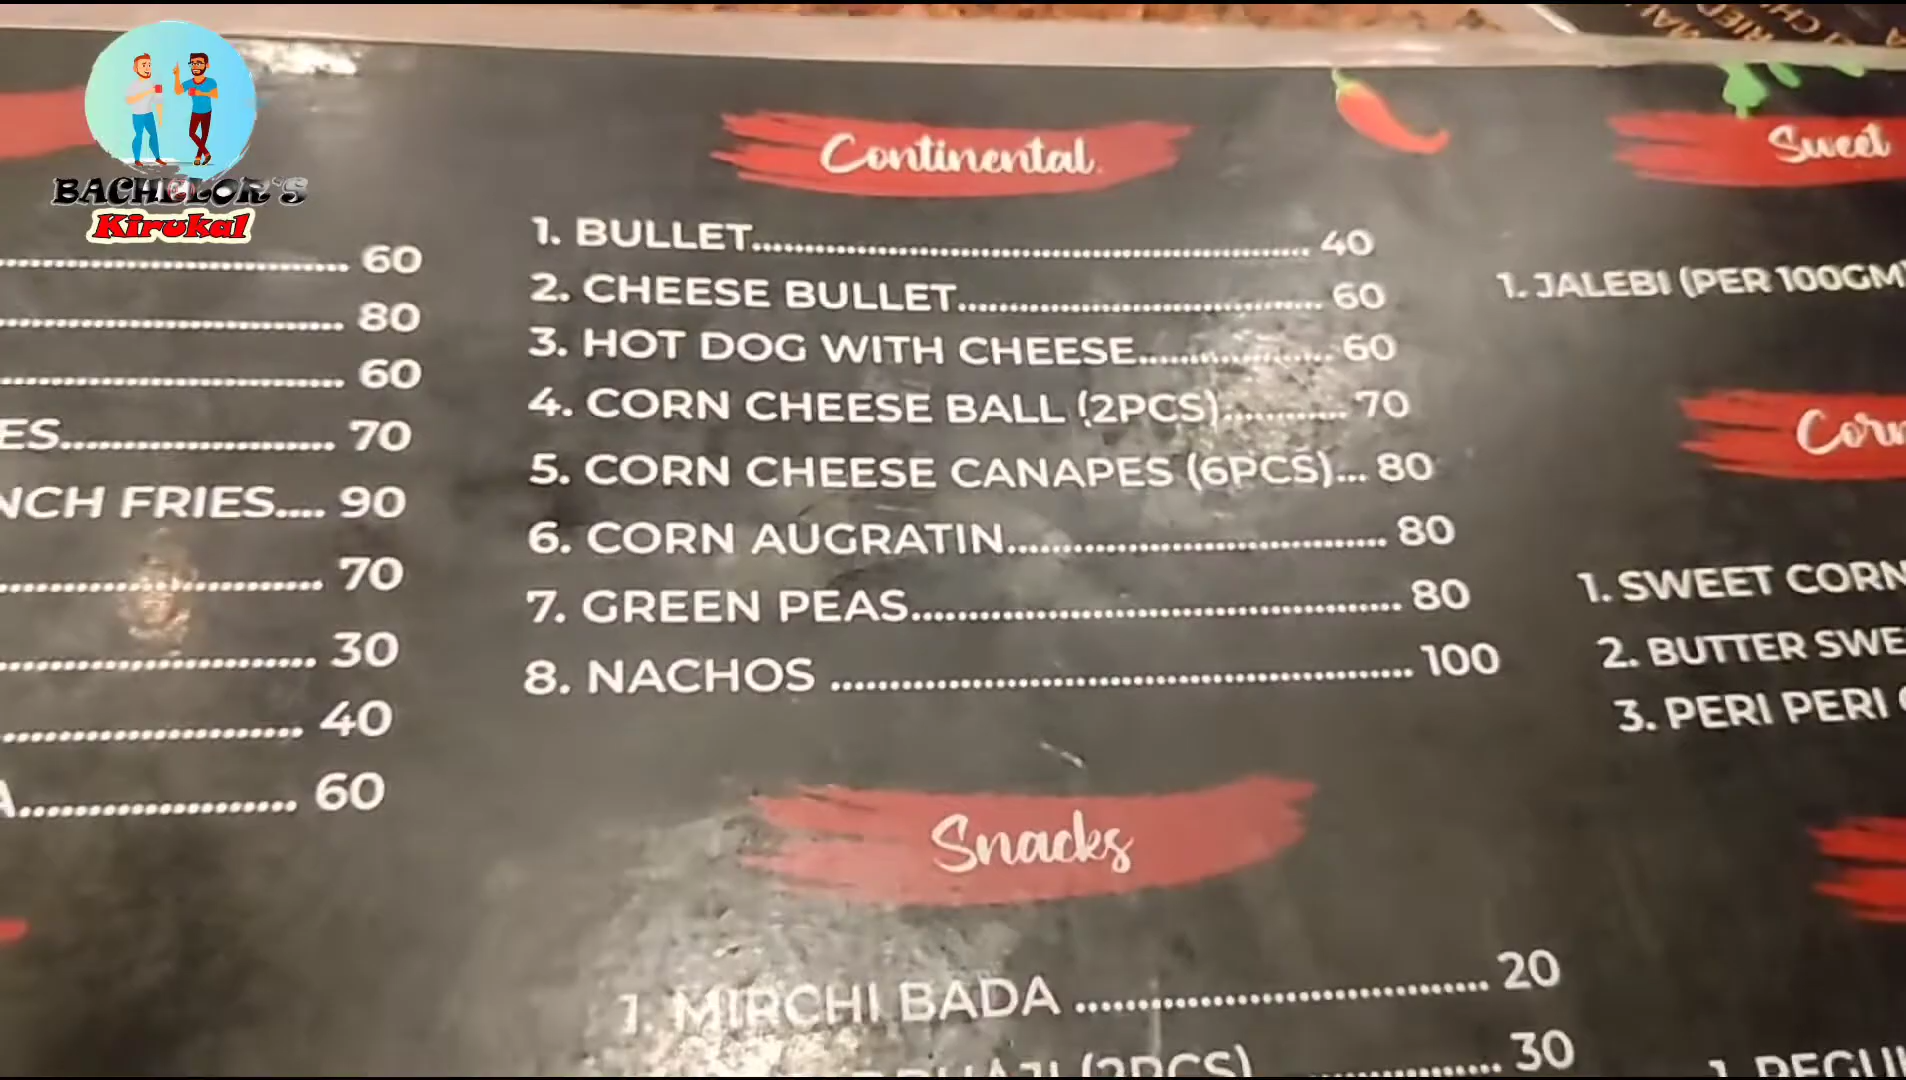 BACHELOR'S
Kirukal
60
80
60
70
FRIES.... 90
70
30
40
60
Continental
1. BULLET 40
2. CHEESE BULLET 60
3. HOT DOG WITH CHEESE 60
4. CORN CHEESE BALL (2PCS) 70
5. CORN CHEESE CANAPES (6PCS)... 80
6. CORN AUGRATIN 80
7. GREEN PEAS 80
8. NACHOS 100
Snacks
1. MIRCHI BADA 20
(2PCS) 30
Sweet
1. JALEBI (PER 100GM)
1. SWEET CORN
2. BUTTER
3. PERI PERI